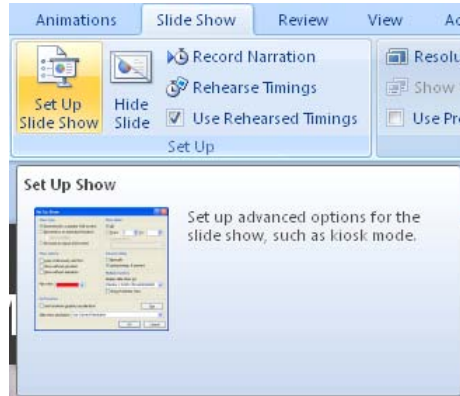 Animations Slide Show Review View
Record Narration
Rehearse Timings
Use Rehearsed Timings
Set Up
Slide Show
Hide
Slide
Show
Set Up
Set Up Show
Set up advanced options for the
slide show, such as kiosk mode.